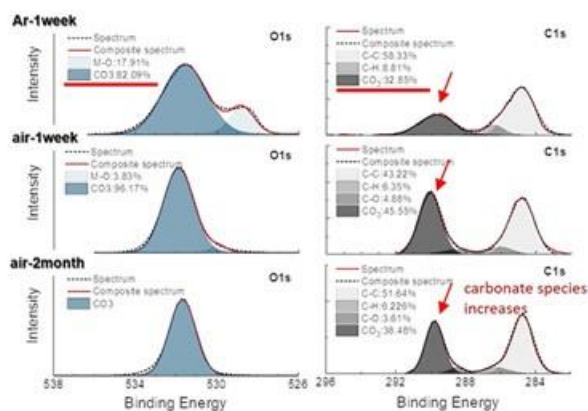 Ar-1week
O1s
Spectrum
Composite spectrum
M-O:17.91%
CO3:82.09%
Intensity
C1s
Spectrum
Composite spectrum
C-C:58.33%
C-H:8.81%
CO₃:32.85%
air-1week
O1s
Spectrum
Composite spectrum
M-O:3.83%
CO3:96.17%
Intensity
C1s
Spectrum
Composite spectrum
C-C:43.22%
C-H:6.35%
C-O:4.88%
CO₃:45.55%
air-2month
O1s
Spectrum
Composite spectrum
CO3
Intensity
C1s
Spectrum
Composite spectrum
C-C:51.64%
C-H:6.226%
C-O:3.61%
CO₃:38.48%
carbonate species
increases
538 534 530 526
Binding Energy
296 292 288 284
Binding Energy